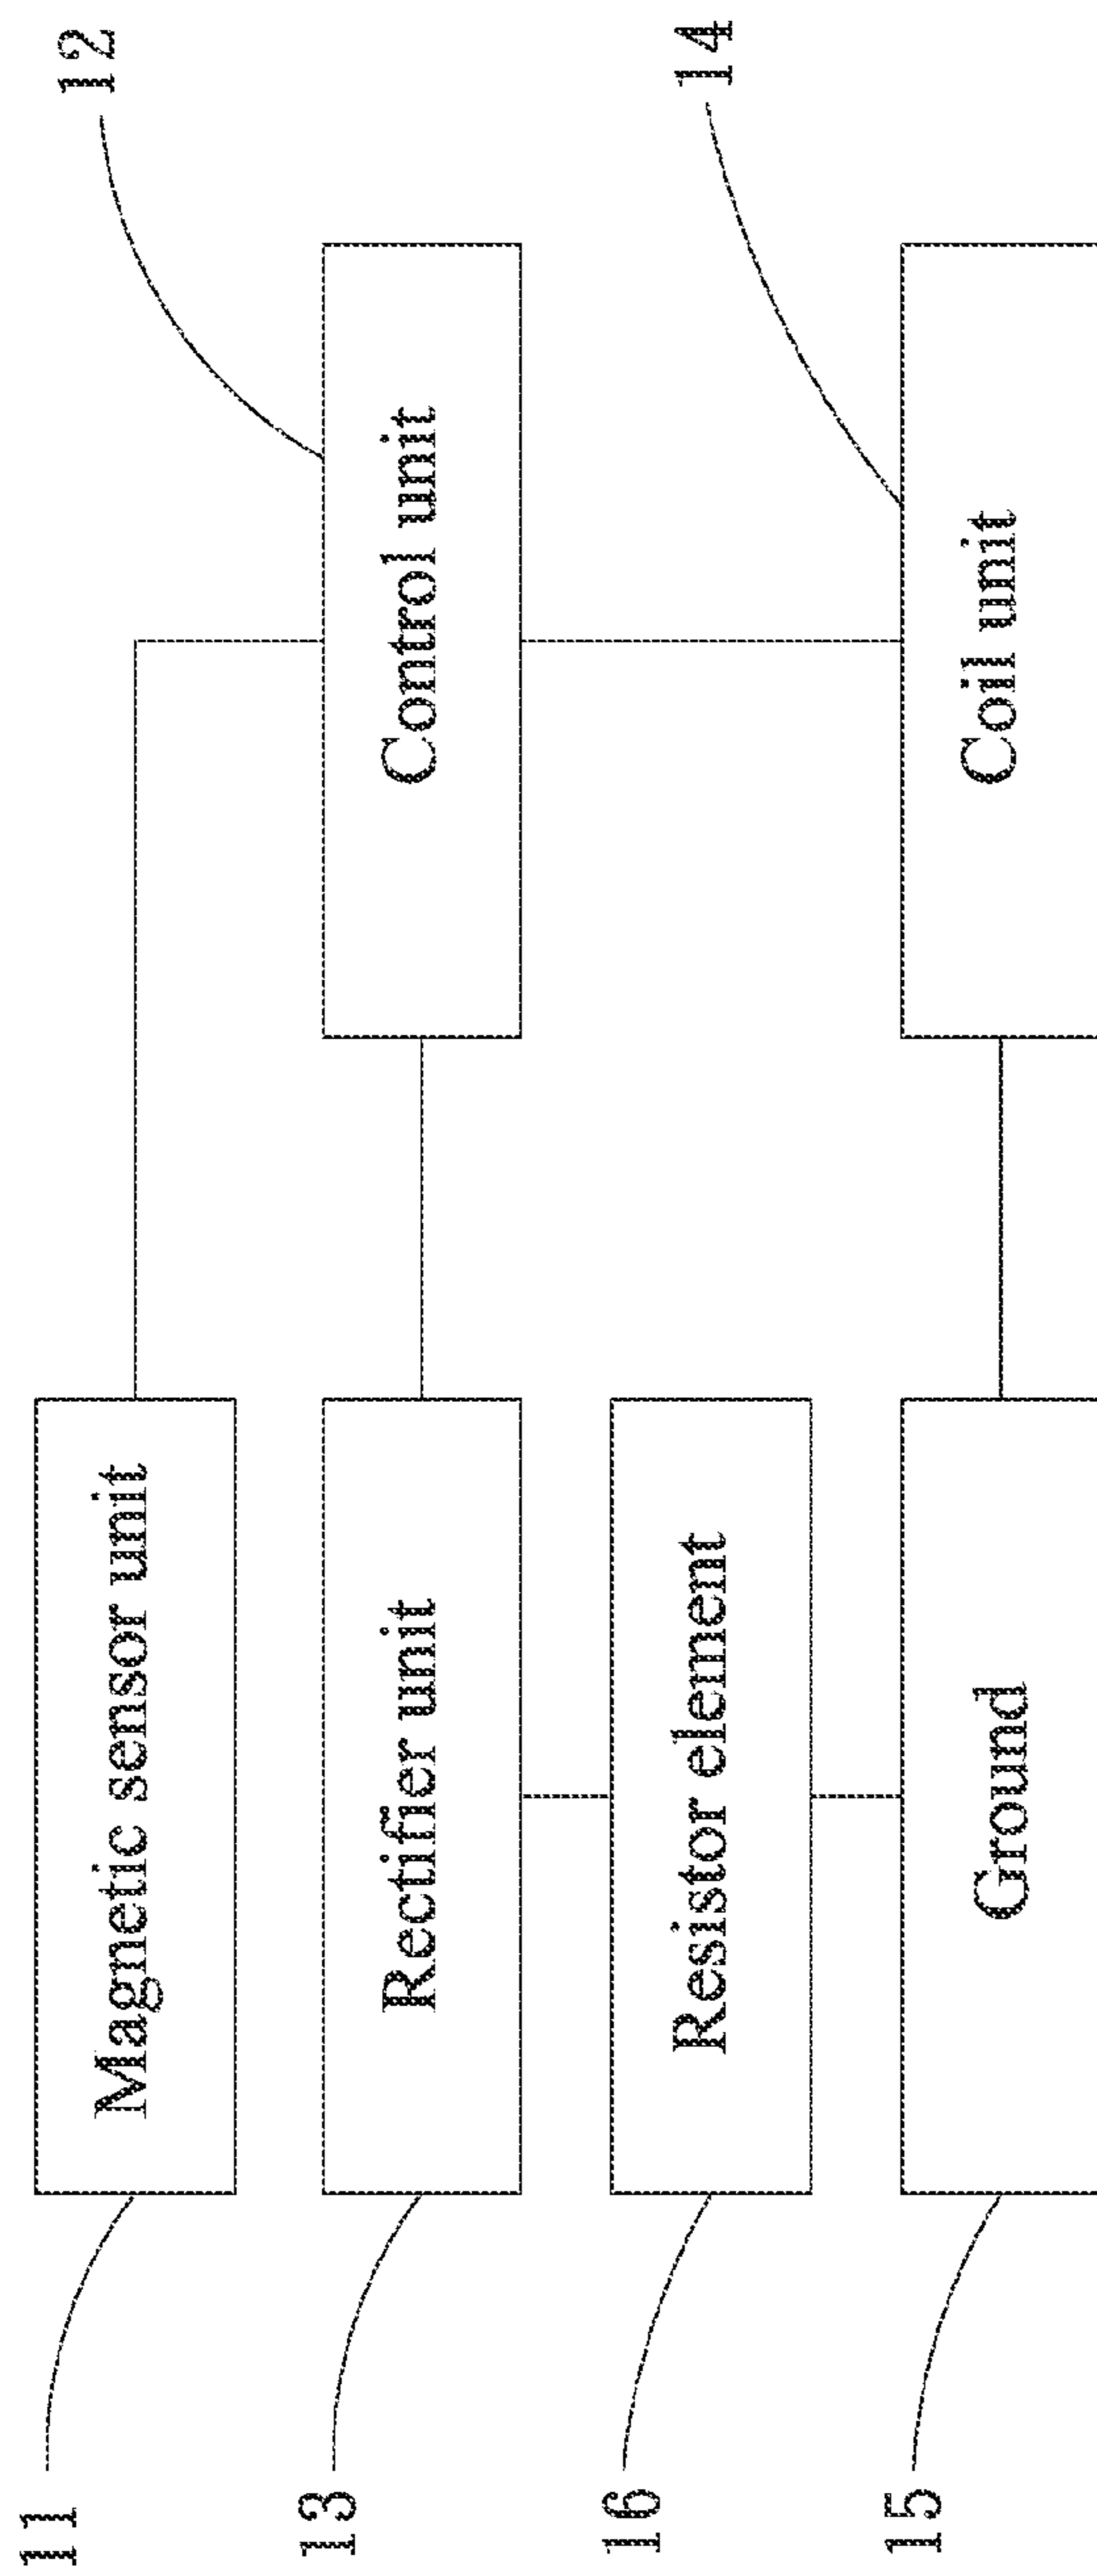 11
Magnetic sensor unit
12
13
Rectifier unit
Control unit
16
Resistor element
14
15
Ground
Coil unit